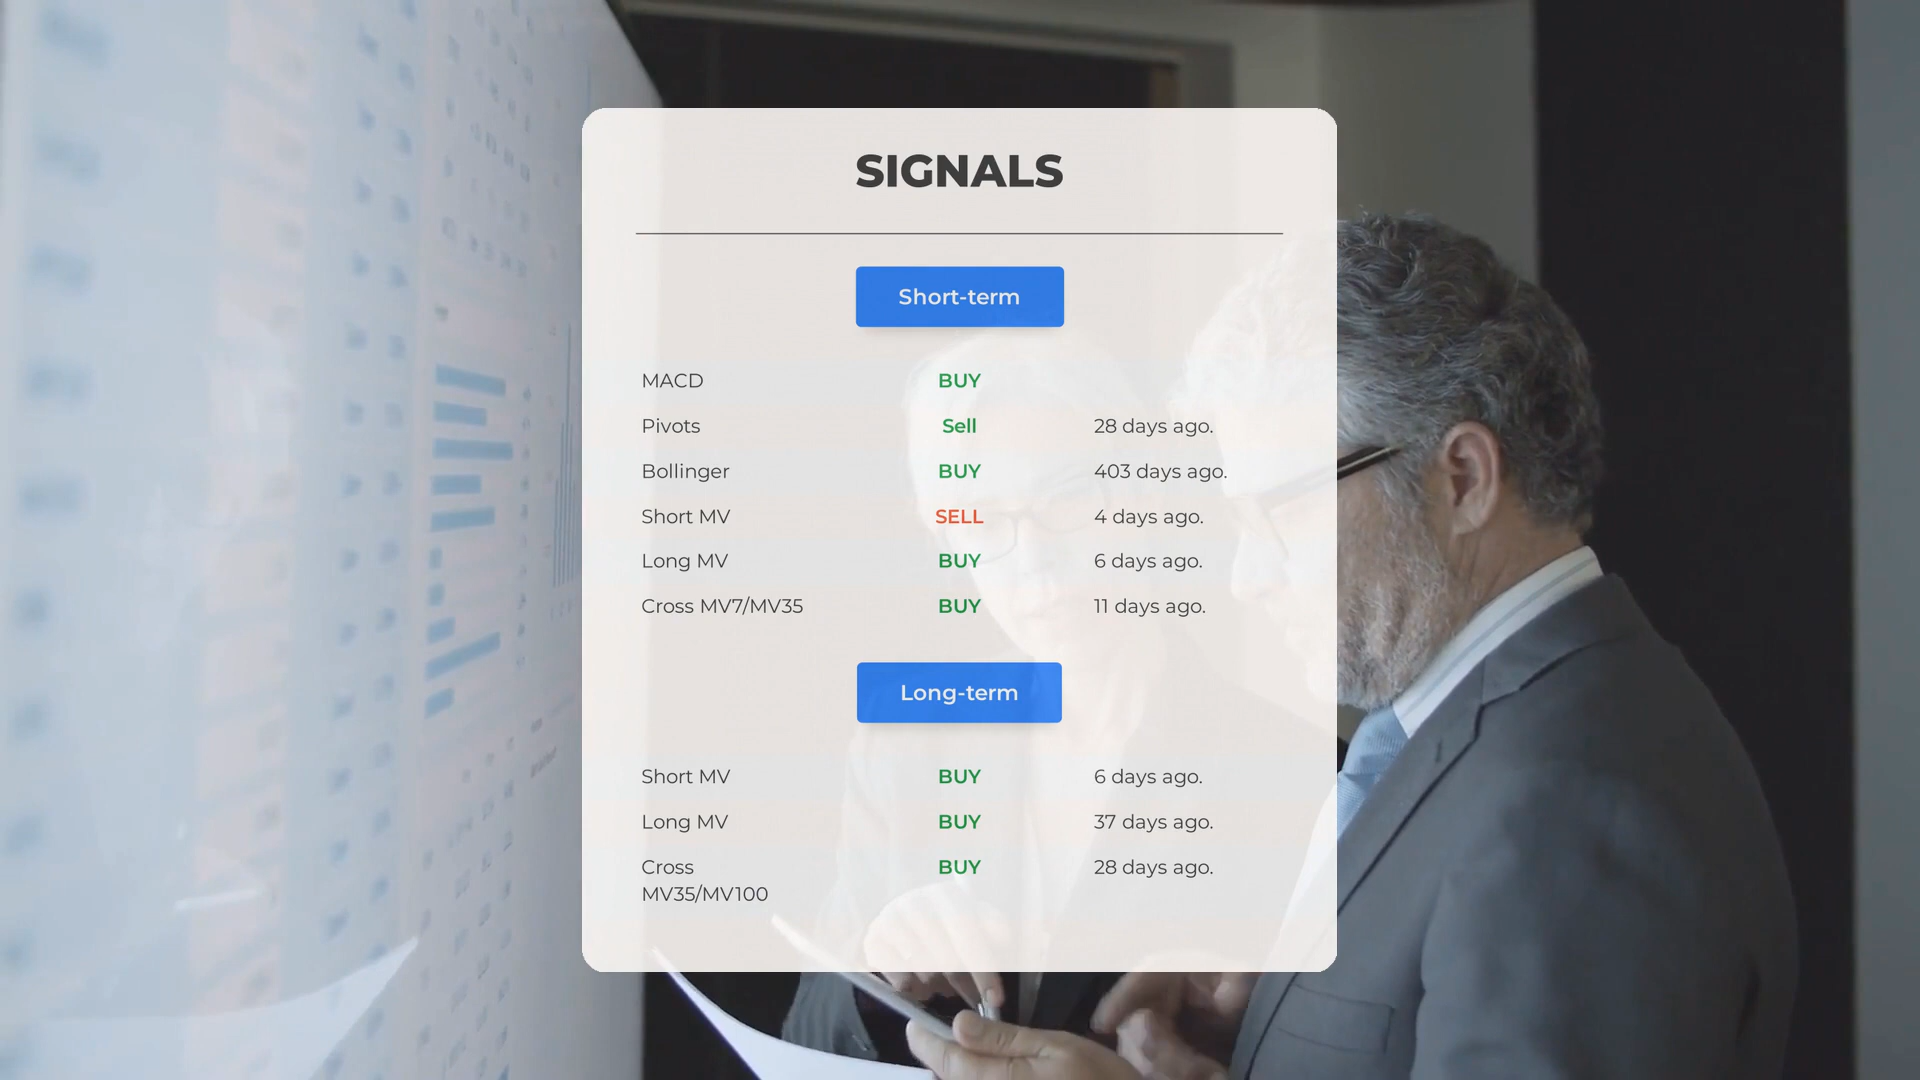 SIGNALS
Short-term
MACD BUY
Pivots Sell 28 days ago.
Bollinger BUY 403 days ago.
Short MV SELL 4 days ago.
Long MV BUY 6 days ago.
Cross MV7/MV35 BUY 11 days ago.
Long-term
Short MV BUY 6 days ago.
Long MV BUY 37 days ago.
Cross BUY 28 days ago.
MV35/MV100